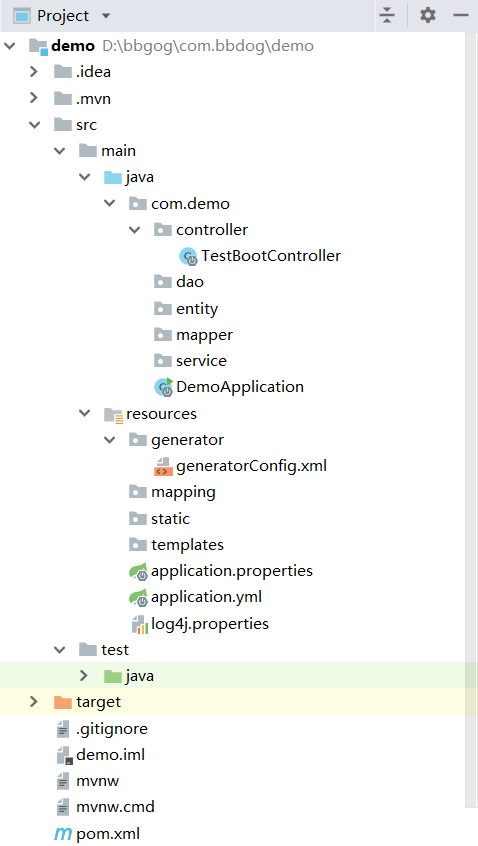 Project
demo D:\bbgog\com.bbdog\demo
.idea
.mvn
src
main
java
com.demo
controller
TestBootController
dao
entity
mapper
service
DemoApplication
resources
generator
generatorConfig.xml
mapping
static
templates
application.properties
application.yml
log4j.properties
test
java
target
.gitignore
demo.iml
mvnw
mvnw.cmd
pom.xml